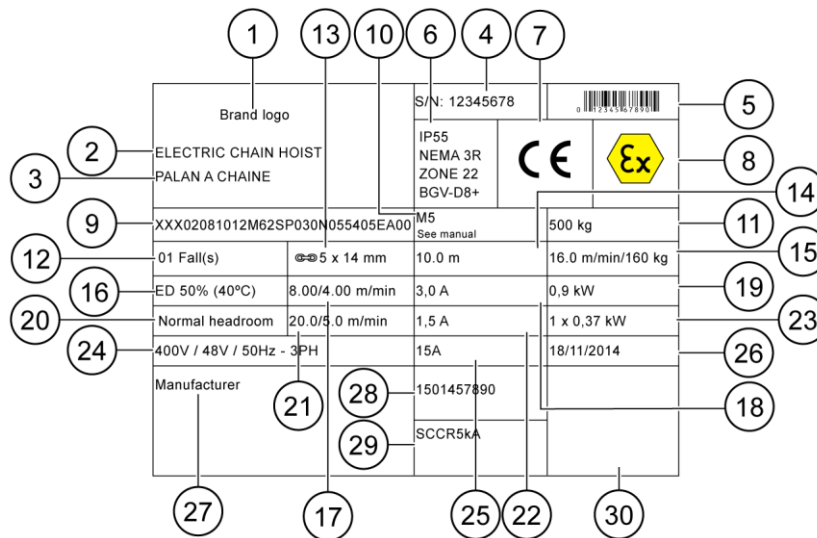 1
13
10
6
4
7
Brand logo
S/N: 12345678
0 12345 67890
5
2
ELECTRIC CHAIN HOIST
3
PALAN A CHAINE
IP55
NEMA 3R
ZONE 22
BGV-D8+
CE
Ex
8
14
9
XXX02081012M62SP030N055405EA00
M5
See manual
500 kg
11
12
01 Fall(s)
5 x 14 mm
10.0 m
16.0 m/min/160 kg
15
16
ED 50% (40ºC)
8.00/4.00 m/min
3,0 A
0,9 kW
19
20
Normal headroom
20.0/5.0 m/min
1,5 A
1 x 0,37 kW
23
24
400V / 48V / 50Hz - 3PH
15A
18/11/2014
26
Manufacturer
21
28
1501457890
18
29
SCCR5kA
27
17
25
22
30